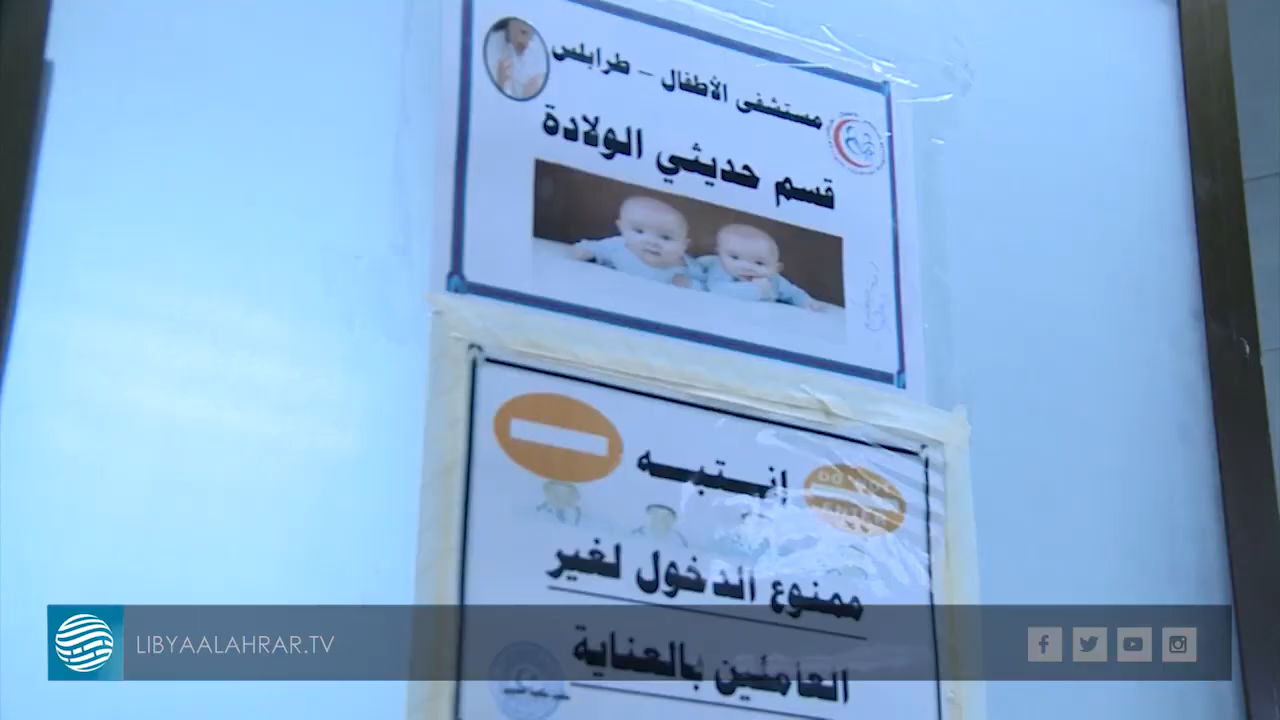 مستشفى الأطفال - طرابلس
قسم حديثي الولادة
انتبه
ممنوع الدخول لغير
العاملين بالعناية
LIBYAALAHRAR.TV